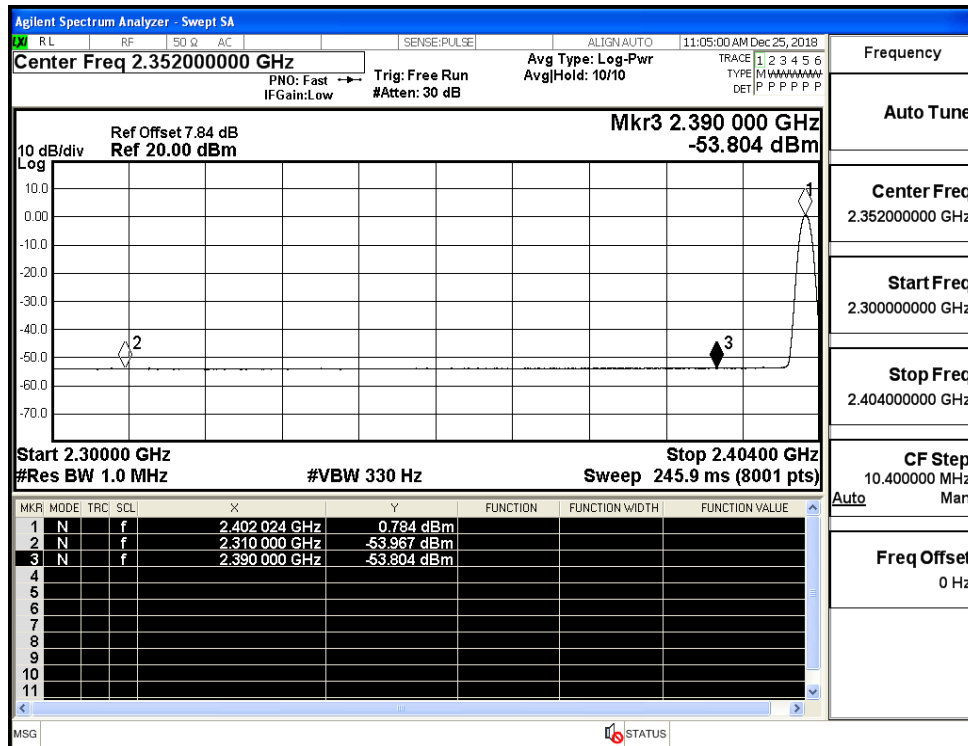 Agilent Spectrum Analyzer - Swept SA
LXI RL RF 50 Ω AC SENSE:PULSE ALIGN AUTO 11:05:00 AM Dec 25, 2018
Center Freq 2.352000000 GHz
PNO: Fast
IFGain:Low
Trig: Free Run
#Atten: 30 dB
Avg Type: Log-Pwr
Avg|Hold: 10/10
TRACE 1 2 3 4 5 6
TYPE M W W W W W
DET P P P P P P
Ref Offset 7.84 dB
Ref 20.00 dBm
10 dB/div
Log
Mkr3 2.390 000 GHz
-53.804 dBm
10.0
0.00
-10.0
-20.0
-30.0
-40.0
-50.0
-60.0
-70.0
1
2
3
Start 2.30000 GHz
Stop 2.40400 GHz
#Res BW 1.0 MHz
#VBW 330 Hz
Sweep 245.9 ms (8001 pts)
MKR MODE TRC SCL X Y FUNCTION FUNCTION WIDTH FUNCTION VALUE
1 N f 2.402 024 GHz 0.784 dBm
2 N f 2.310 000 GHz -53.967 dBm
3 N f 2.390 000 GHz -53.804 dBm
4
5
6
7
8
9
10
11
MSG
STATUS
Frequency
Auto Tune
Center Freq
2.352000000 GHz
Start Freq
2.300000000 GHz
Stop Freq
2.404000000 GHz
CF Step
10.400000 MHz
Auto Man
Freq Offset
0 Hz